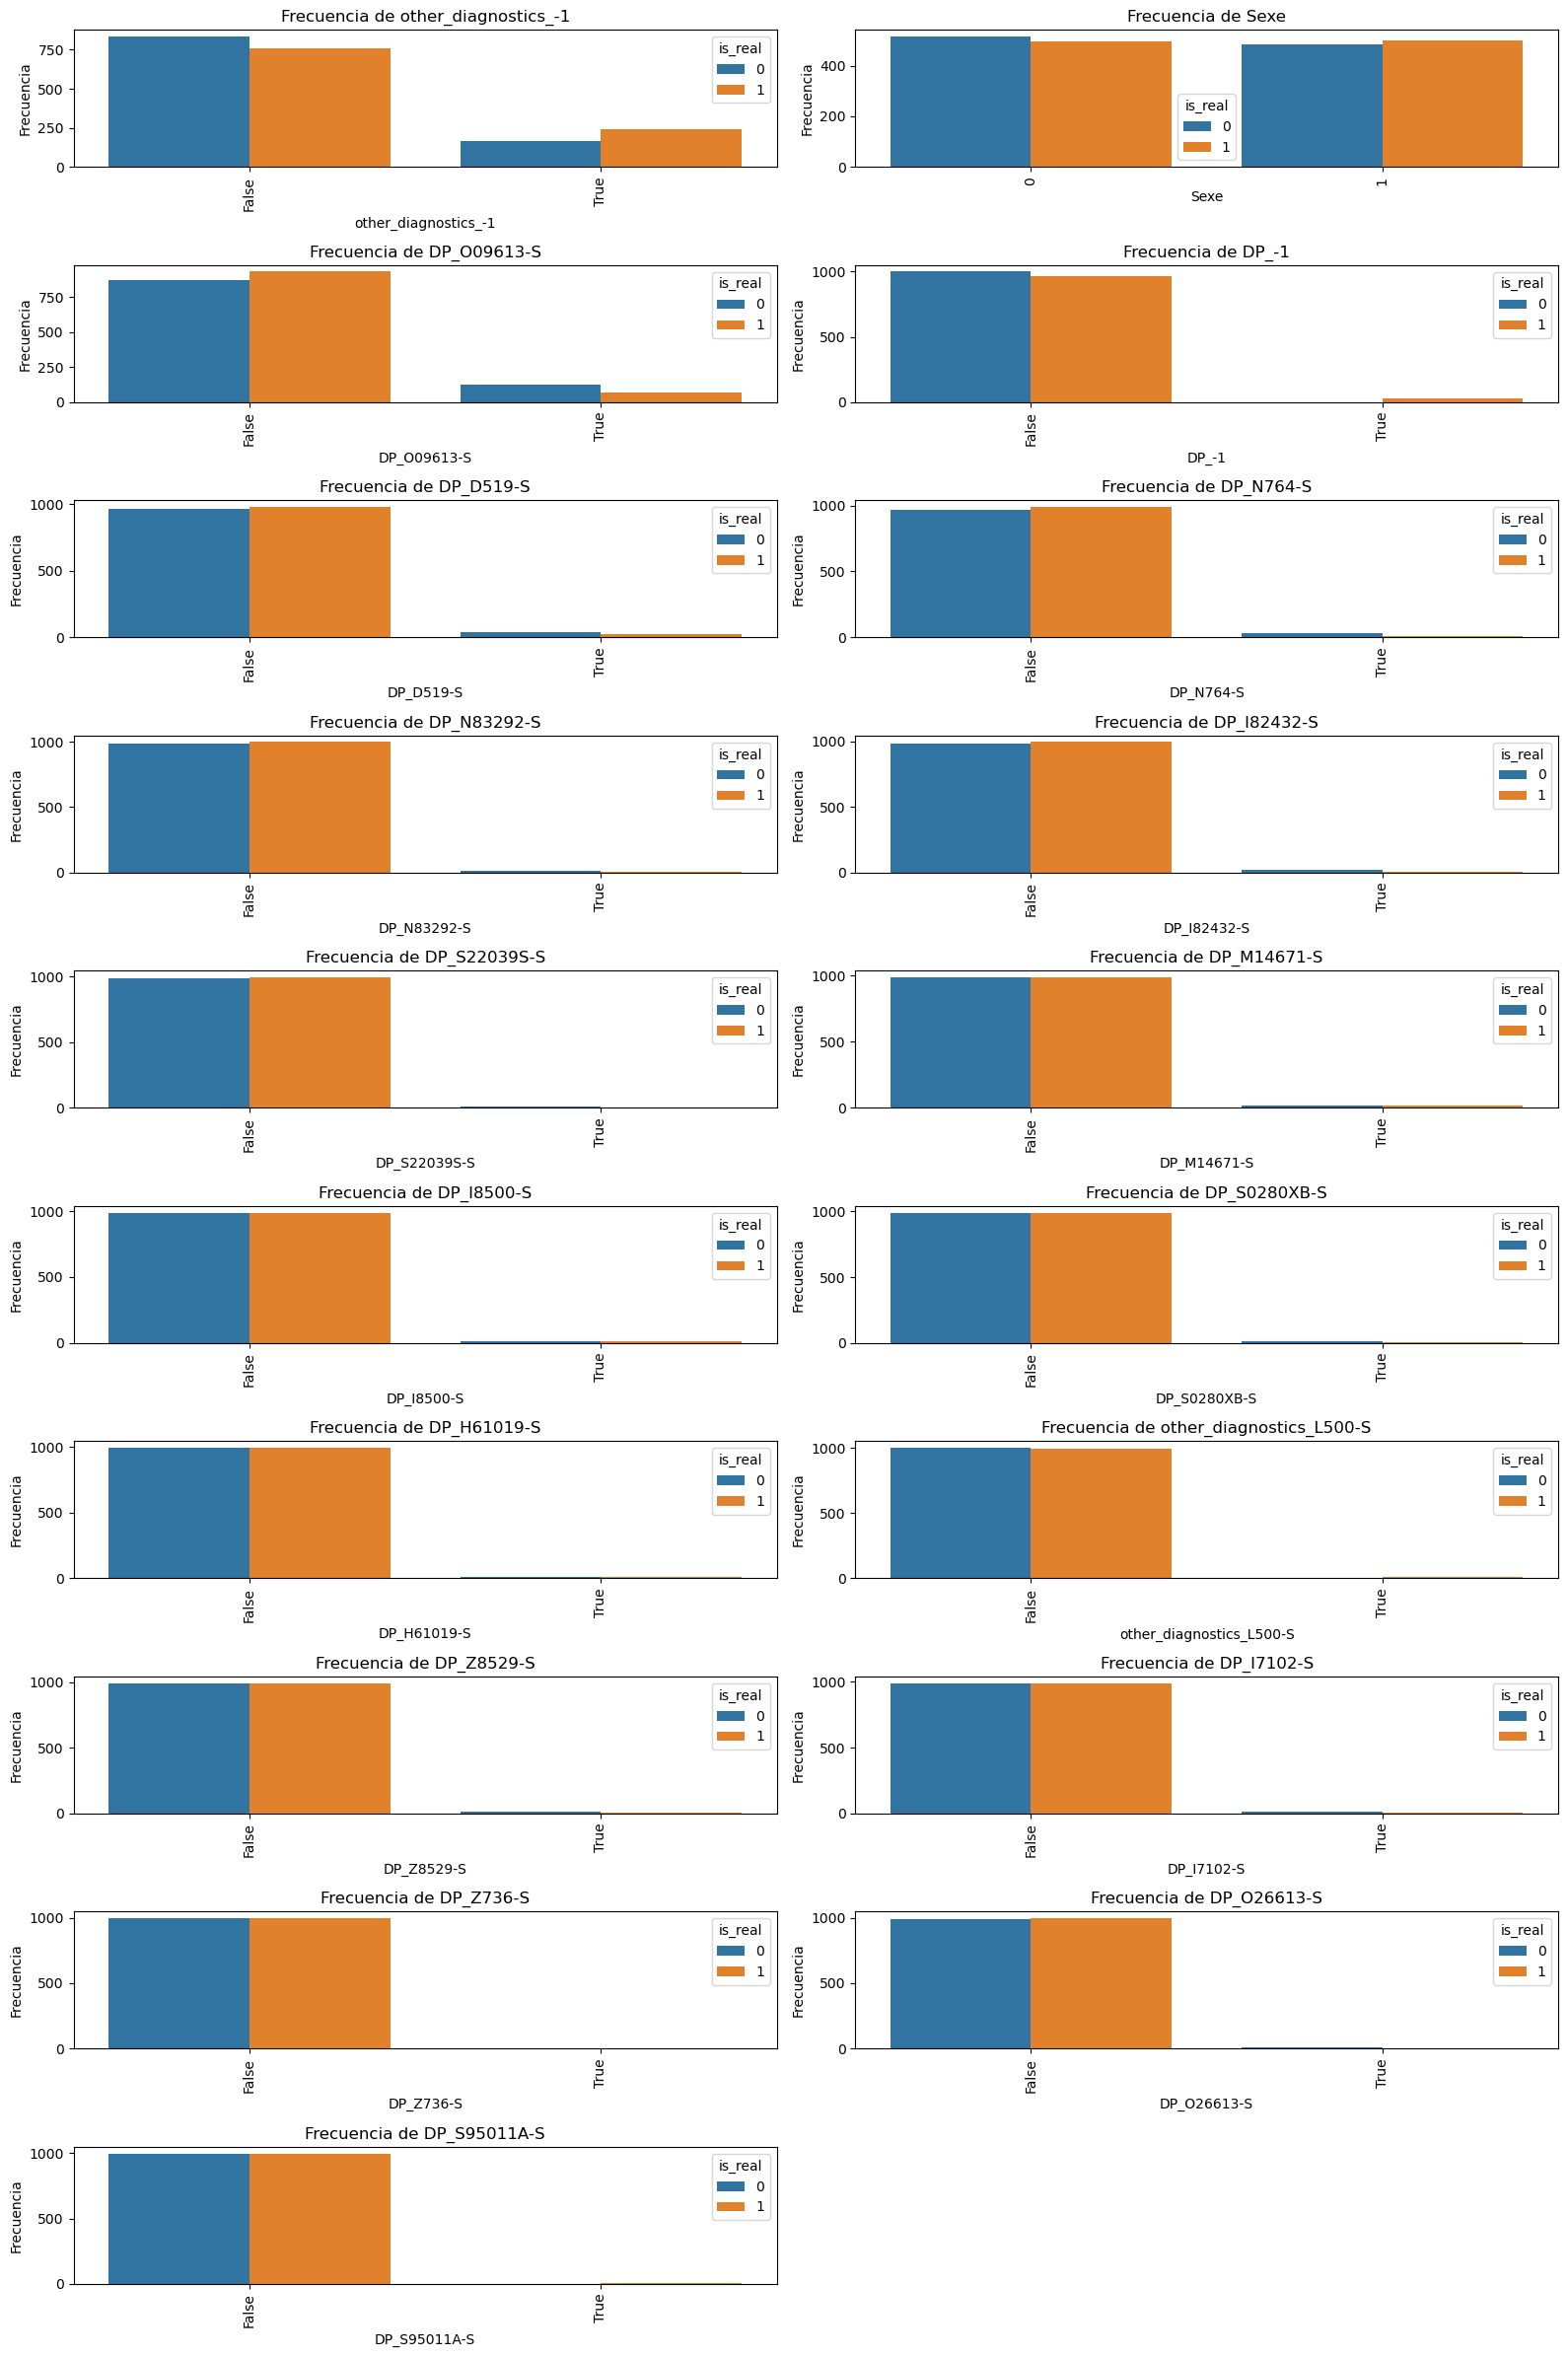 Frecuencia de other_diagnostics_-1
Frecuencia
750
500
250
0
is_real
0
1
False
True
other_diagnostics_-1
Frecuencia de Sexe
Frecuencia
400
200
0
is_real
0
1
0
1
Sexe
Frecuencia de DP_O09613-S
Frecuencia
750
500
250
0
is_real
0
1
False
True
DP_O09613-S
Frecuencia de DP_-1
Frecuencia
1000
500
0
is_real
0
1
False
True
DP_-1
Frecuencia de DP_D519-S
Frecuencia
1000
500
0
is_real
0
1
False
True
DP_D519-S
Frecuencia de DP_N764-S
Frecuencia
1000
500
0
is_real
0
1
False
True
DP_N764-S
Frecuencia de DP_N83292-S
Frecuencia
1000
500
0
is_real
0
1
False
True
DP_N83292-S
Frecuencia de DP_I82432-S
Frecuencia
1000
500
0
is_real
0
1
False
True
DP_I82432-S
Frecuencia de DP_S22039S-S
Frecuencia
1000
500
0
is_real
0
1
False
True
DP_S22039S-S
Frecuencia de DP_M14671-S
Frecuencia
1000
500
0
is_real
0
1
False
True
DP_M14671-S
Frecuencia de DP_I8500-S
Frecuencia
1000
500
0
is_real
0
1
False
True
DP_I8500-S
Frecuencia de DP_S0280XB-S
Frecuencia
1000
500
0
is_real
0
1
False
True
DP_S0280XB-S
Frecuencia de DP_H61019-S
Frecuencia
1000
500
0
is_real
0
1
False
True
DP_H61019-S
Frecuencia de other_diagnostics_L500-S
Frecuencia
1000
500
0
is_real
0
1
False
True
other_diagnostics_L500-S
Frecuencia de DP_Z8529-S
Frecuencia
1000
500
0
is_real
0
1
False
True
DP_Z8529-S
Frecuencia de DP_I7102-S
Frecuencia
1000
500
0
is_real
0
1
False
True
DP_I7102-S
Frecuencia de DP_Z736-S
Frecuencia
1000
500
0
is_real
0
1
False
True
DP_Z736-S
Frecuencia de DP_O26613-S
Frecuencia
1000
500
0
is_real
0
1
False
True
DP_O26613-S
Frecuencia de DP_S95011A-S
Frecuencia
1000
500
0
is_real
0
1
False
True
DP_S95011A-S